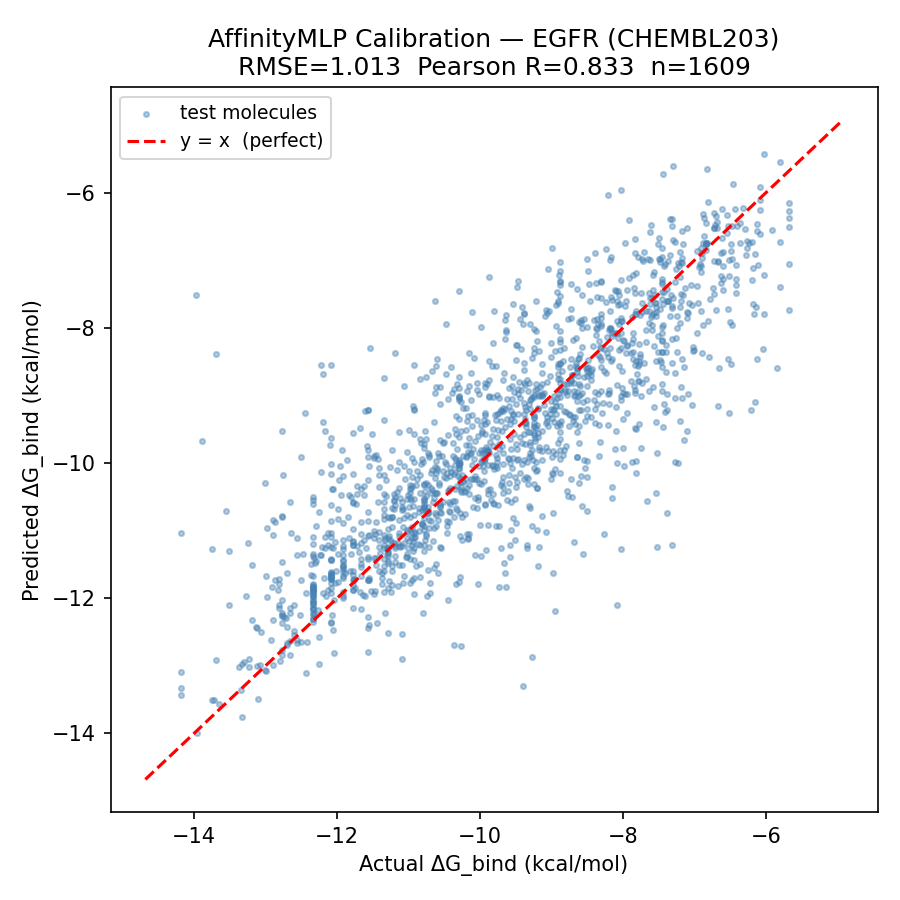 AffinityMLP Calibration — EGFR (CHEMBL203)
RMSE=1.013  Pearson R=0.833  n=1609
test molecules
y = x  (perfect)
Predicted ΔG_bind (kcal/mol)
−6
−8
−10
−12
−14
−14
−12
−10
−8
−6
Actual ΔG_bind (kcal/mol)